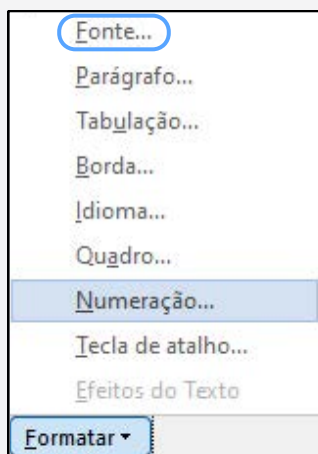 Fonte...
Parágrafo...
Tabulação...
Borda...
Idioma...
Quadro...
Numeração...
Tecla de atalho...
Efeitos do Texto
Formatar